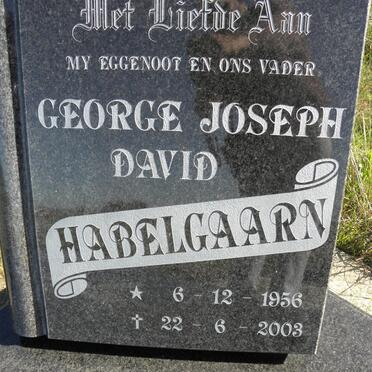 Met Liefde Aan
MY EGGENOOT EN ONS VADER
GEORGE JOSEPH
DAVID
HABELGAARN
★ 6 - 12 - 1956
✝ 22 - 6 - 2003